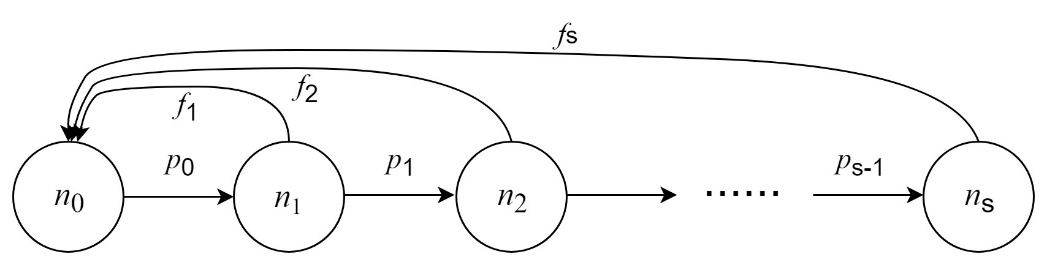 fs
f2
f1
p0
p1
ps-1
n0
n1
n2
......
ns